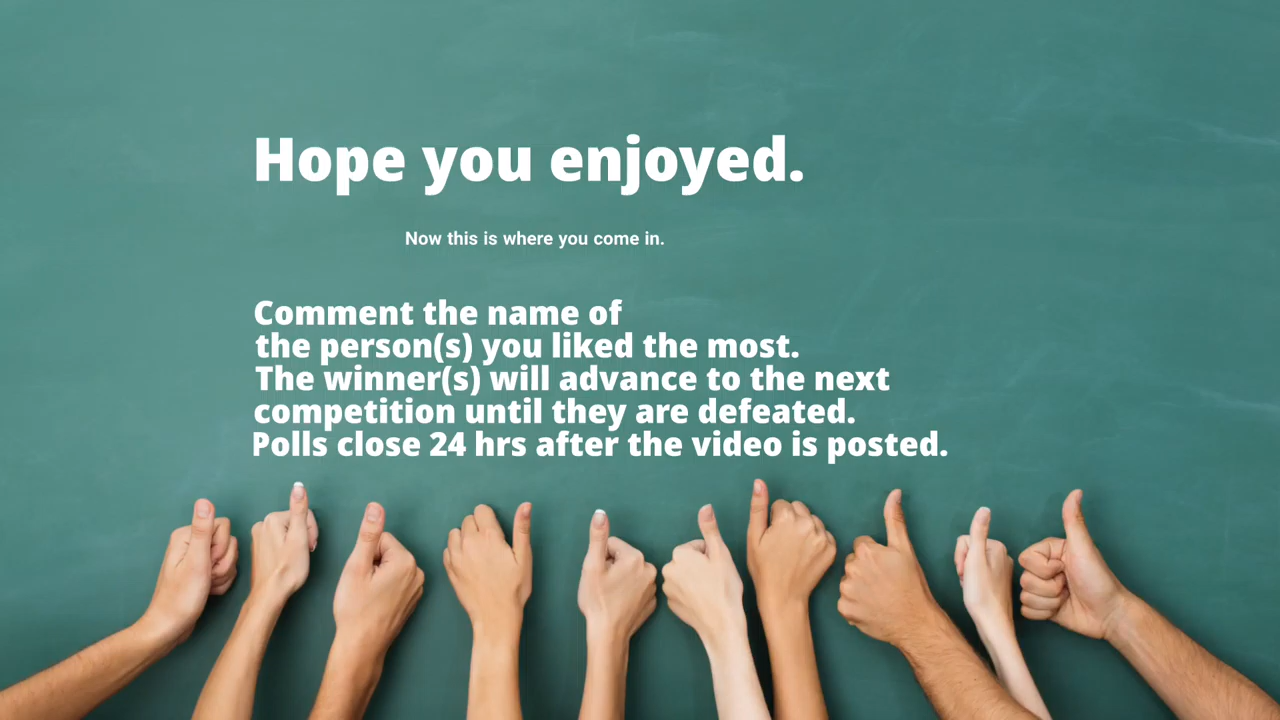 Hope you enjoyed.
Now this is where you come in.
Comment the name of
the person(s) you liked the most.
The winner(s) will advance to the next
competition until they are defeated.
Polls close 24 hrs after the video is posted.